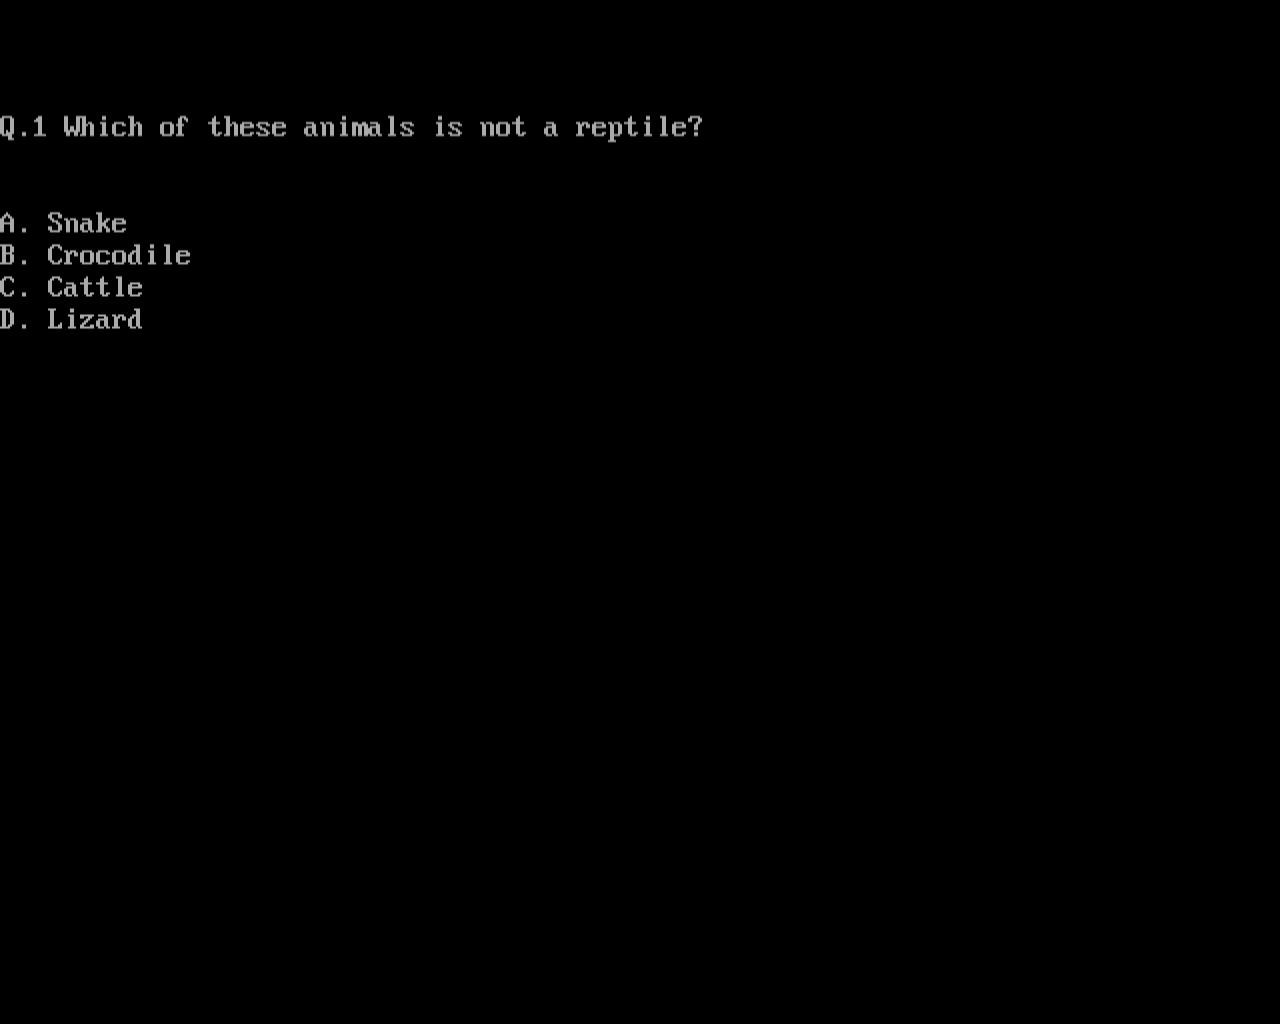 Q.1 Which of these animals is not a reptile?
A. Snake
B. Crocodile
C. Cattle
D. Lizard